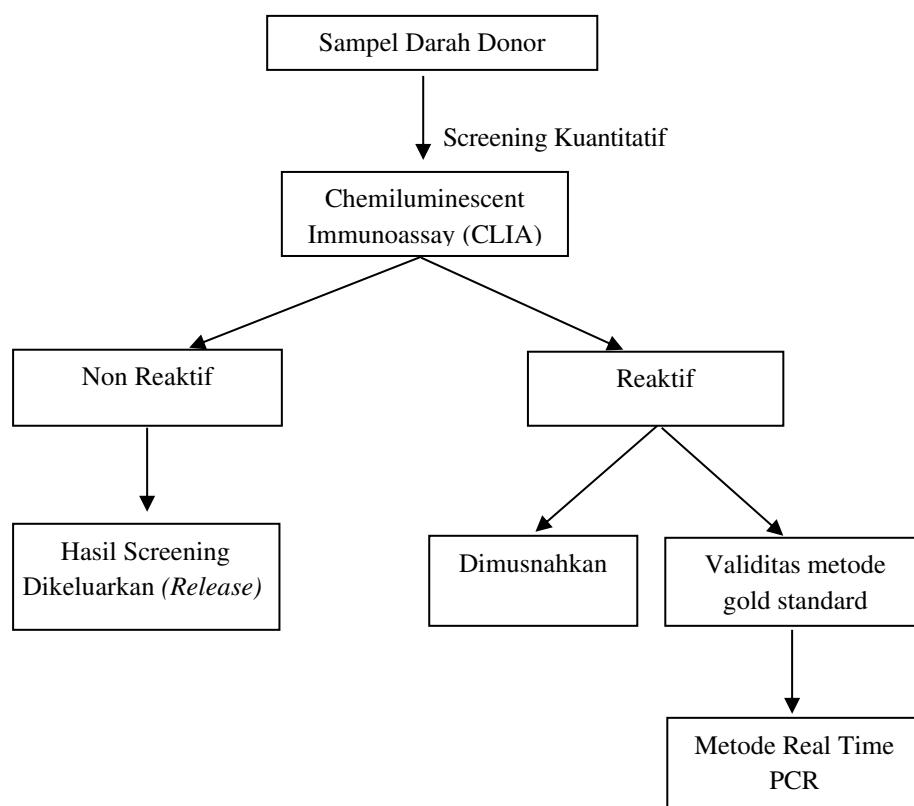 Sampel Darah Donor
Screening Kuantitatif
Chemiluminescent
Immunoassay (CLIA)
Non Reaktif
Reaktif
Hasil Screening
Dikeluarkan (Release)
Dimusnahkan
Validitas metode
gold standard
Metode Real Time
PCR